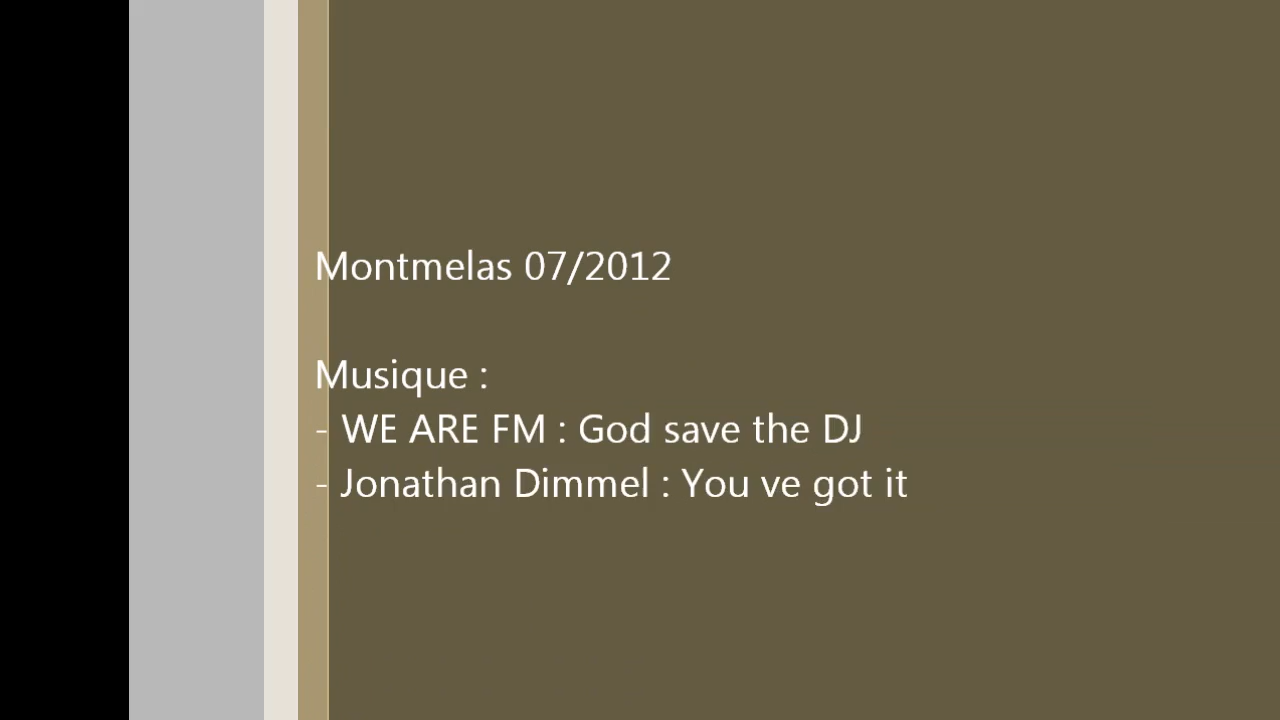 Montmelas 07/2012
Musique :
- WE ARE FM : God save the DJ
- Jonathan Dimmel : You ve got it